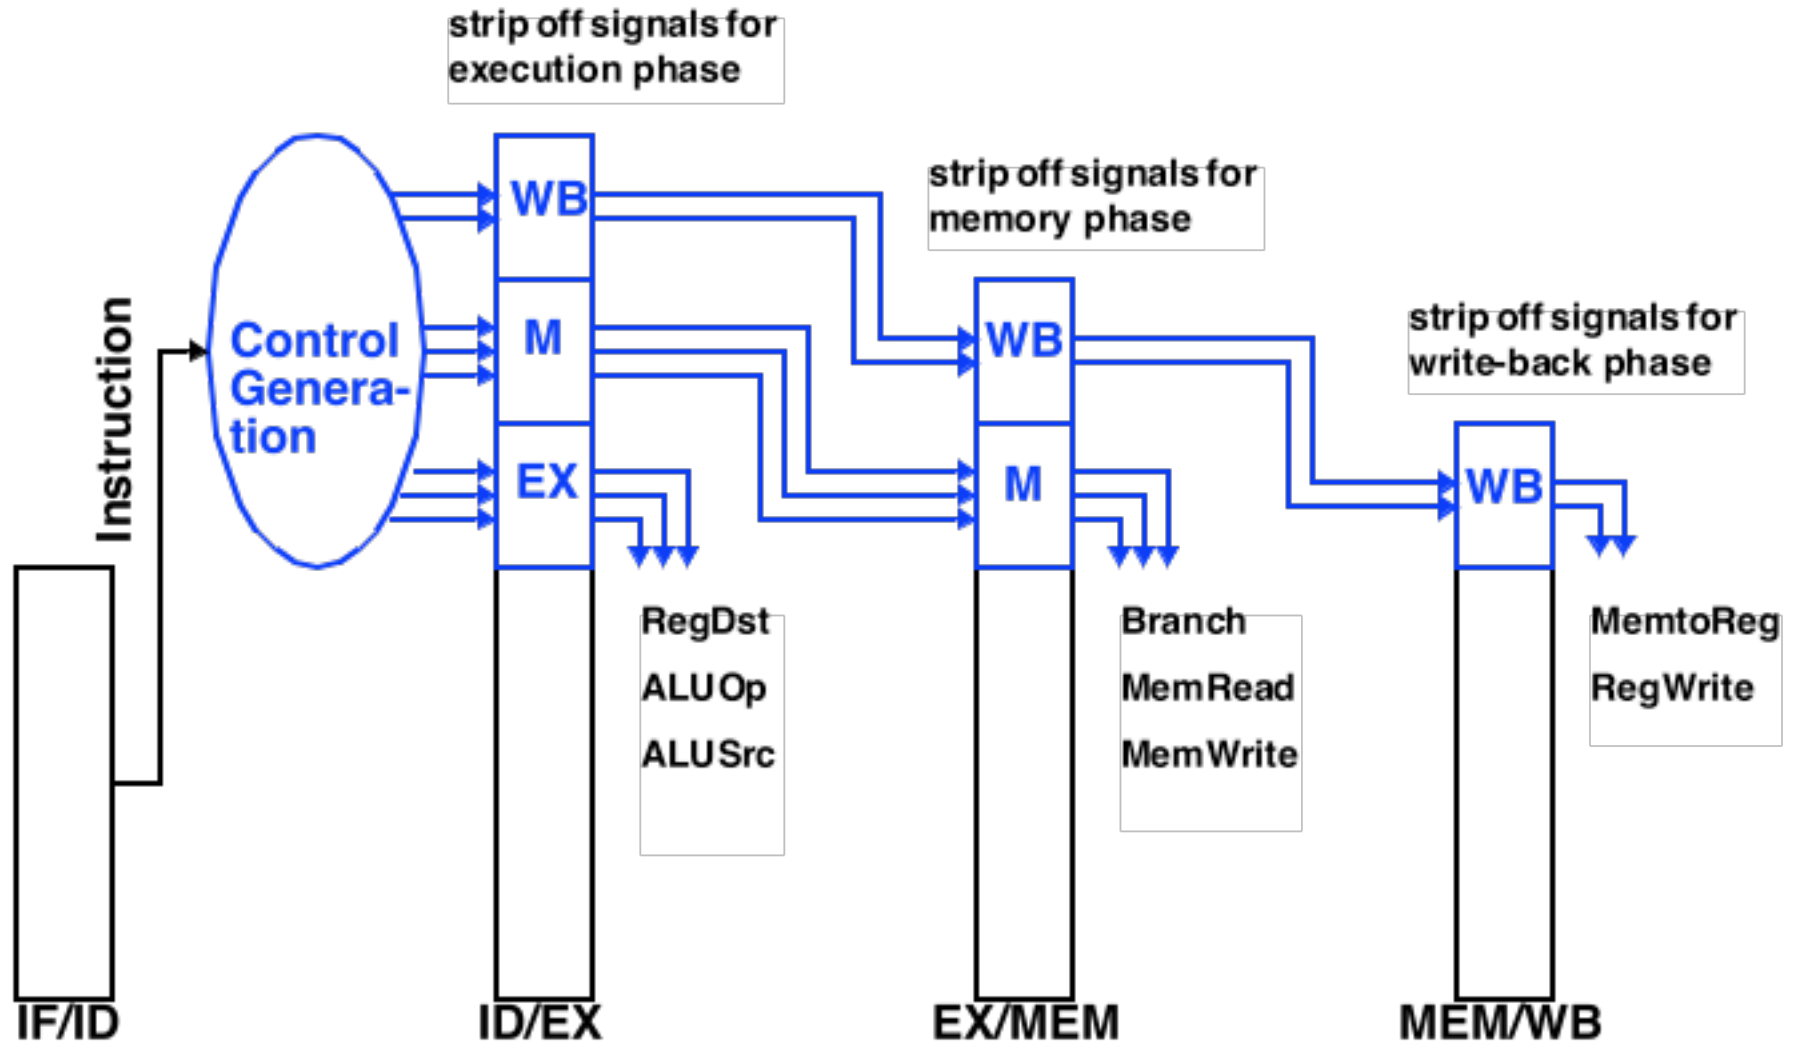 strip off signals for
execution phase
strip off signals for
memory phase
strip off signals for
write-back phase
Instruction
Control
Genera-
tion
WB
M
EX
WB
M
WB
RegDst
ALUOp
ALUSrc
Branch
MemRead
MemWrite
MemtoReg
RegWrite
IF/ID
ID/EX
EX/MEM
MEM/WB